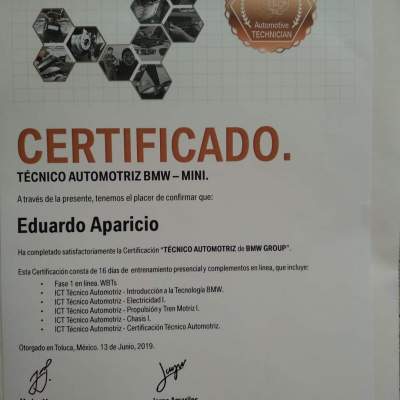 Automotive
TECHNICIAN
CERTIFICADO.
TÉCNICO AUTOMOTRIZ BMW – MINI.
A través de la presente, tenemos el placer de confirmar que:
Eduardo Aparicio
Ha completado satisfactoriamente la Certificación "TÉCNICO AUTOMOTRIZ de BMW GROUP".
Esta Certificación consta de 16 días de entrenamiento presencial y complementos en línea, que incluye:
• Fase 1 en línea. WBTs
• ICT Técnico Automotriz - Introducción a la Tecnología BMW.
• ICT Técnico Automotriz - Electricidad I.
• ICT Técnico Automotriz - Propulsión y Tren Motriz I.
• ICT Técnico Automotriz - Chasis I.
• ICT Técnico Automotriz - Certificación Técnico Automotriz.
Otorgado en Toluca, México. 13 de Junio, 2019.